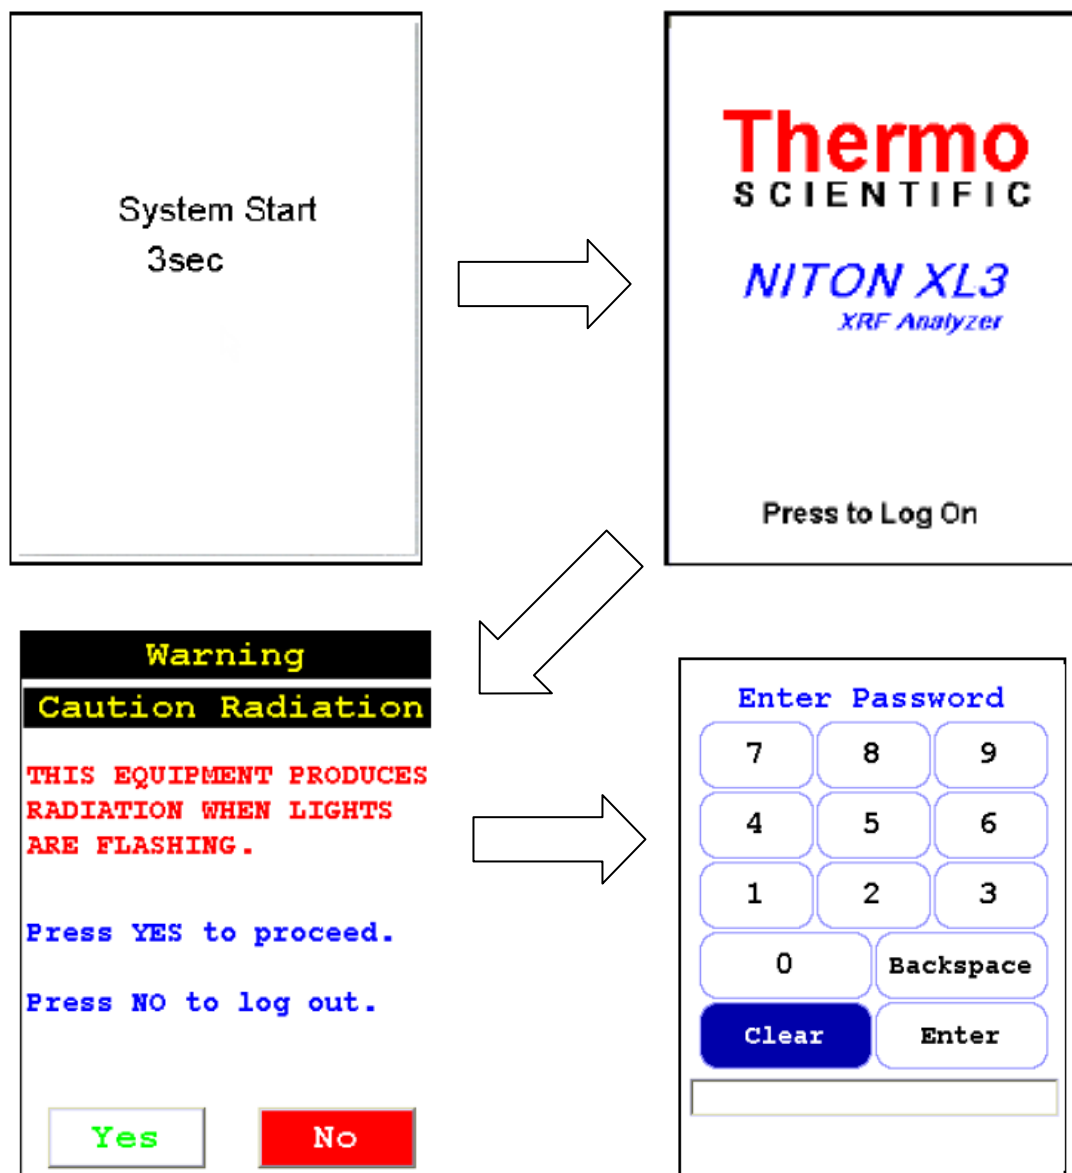 System Start
3sec
Thermo
SCIENTIFIC
NITON XL3
XRF Analyzer
Press to Log On
Warning
Caution Radiation
THIS EQUIPMENT PRODUCES
RADIATION WHEN LIGHTS
ARE FLASHING.
Press YES to proceed.
Press NO to log out.
Yes No
Enter Password
7 8 9
4 5 6
1 2 3
0 Backspace
Clear Enter